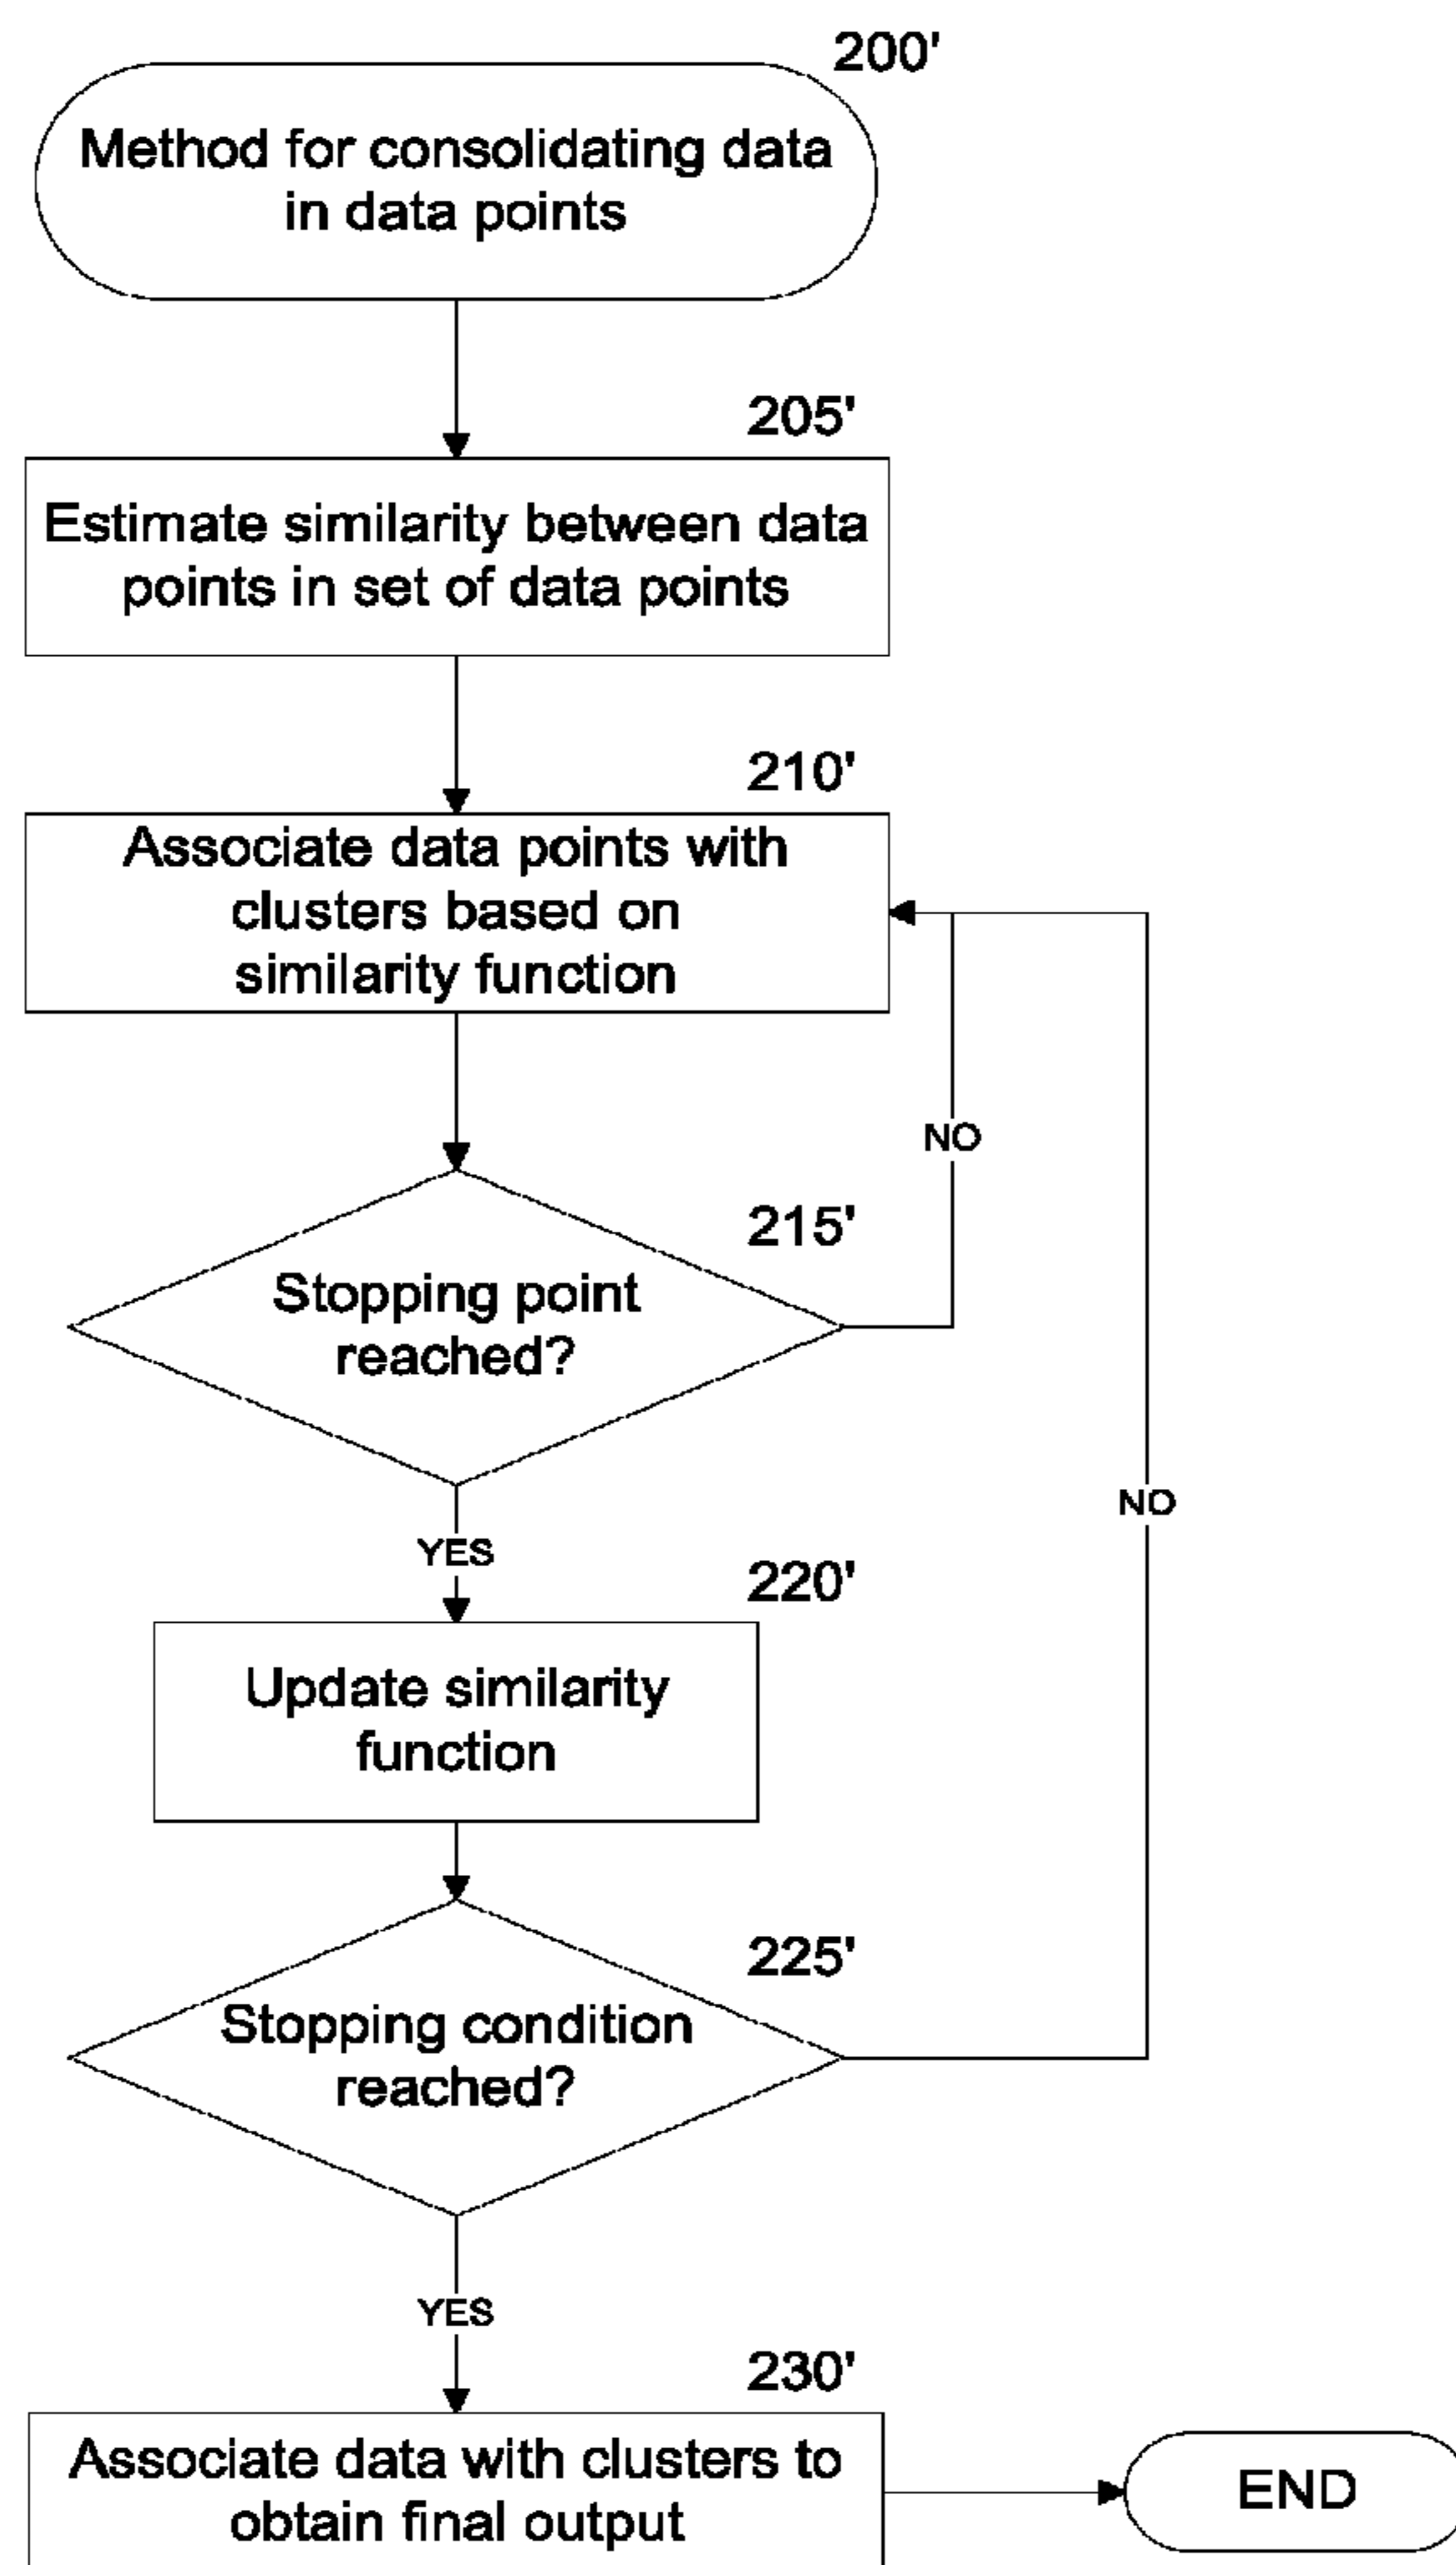 200'
Method for consolidating data
in data points
205'
Estimate similarity between data
points in set of data points
210'
Associate data points with
clusters based on
similarity function
NO
215'
Stopping point
reached?
NO
YES
220'
Update similarity
function
225'
Stopping condition
reached?
YES
230'
Associate data with clusters to
obtain final output
END